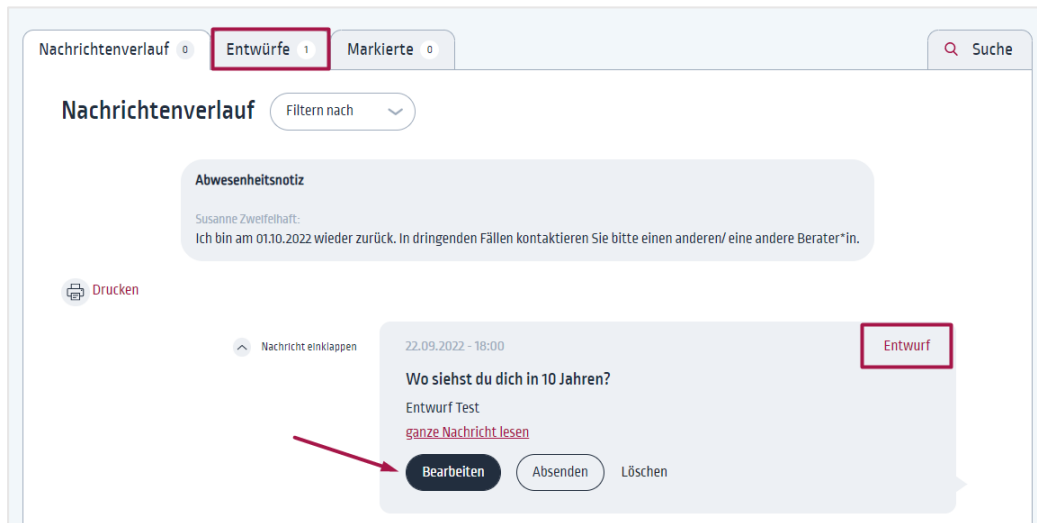 Nachrichtenverlauf 0 Entwürfe 1 Markierte 0 Suche
Nachrichtenverlauf Filtern nach
Abwesenheitsnotiz
Susanne Zweifelhaft:
Ich bin am 01.10.2022 wieder zurück. In dringenden Fällen kontaktieren Sie bitte einen anderen/ eine andere Berater*in.
Drucken
Nachricht einklappen 22.09.2022 - 18:00 Entwurf
Wo siehst du dich in 10 Jahren?
Entwurf Test
ganze Nachricht lesen
Bearbeiten Absenden Löschen